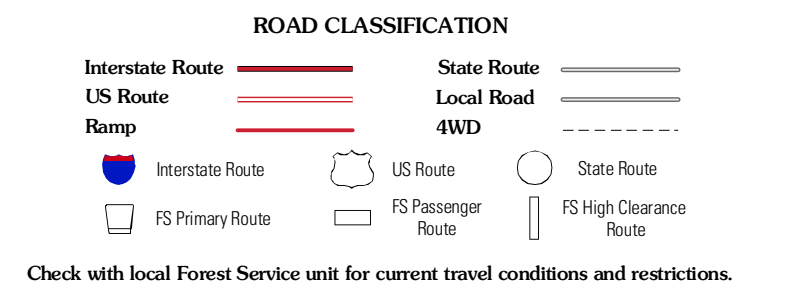 ROAD CLASSIFICATION
Interstate Route
State Route
US Route
Local Road
Ramp
4WD
Interstate Route
US Route
State Route
FS Primary Route
FS Passenger
Route
FS High Clearance
Route
Check with local Forest Service unit for current travel conditions and restrictions.